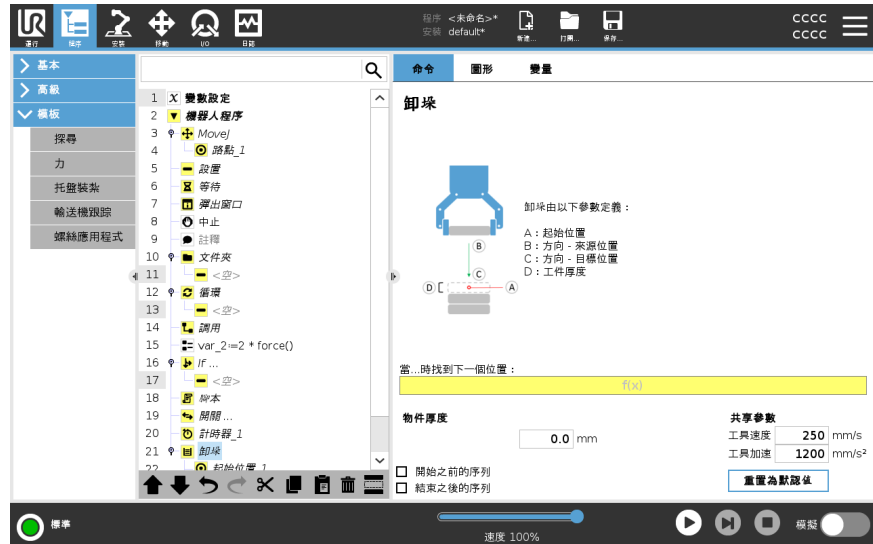 運行
程序
安裝
移動
I/O
日誌
程序 <未命名>*
安裝 default*
新建...
打開...
保存...
CCCC
CCCC
基本
高級
模板
探尋
力
托盤裝紮
輸送機跟踪
螺絲應用程式
1 X 變數設定
2 機器人程序
3 MoveJ
4 路點_1
5 設置
6 等待
7 彈出窗口
8 中止
9 註釋
10 文件夾
11 <空>
12 循環
13 <空>
14 調用
15 var_2≔2 * force()
16 If ...
17 <空>
18 腳本
19 開關 ...
20 計時器_1
21 卸垛
22 起始位置_1
命令 圖形 變量
卸垛
B
C
D
A
卸垛由以下參數定義：
A：起始位置
B：方向 - 來源位置
C：方向 - 目標位置
D：工件厚度
當...時找到下一個位置：
f(x)
物件厚度
0.0 mm
共享參數
工具速度 250 mm/s
工具加速 1200 mm/s²
重置為默認值
開始之前的序列
結束之後的序列
標準
速度 100%
模擬